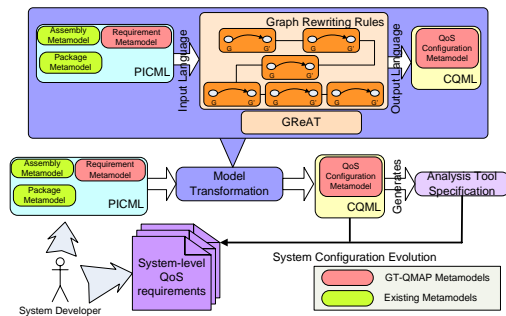 Graph Rewriting Rules
Assembly
Metamodel
Requirement
Metamodel
Package
Metamodel
PICML
Input Language
G G'
G G'
G G'
G G'
G G'
G G'
GReAT
Output Language
QoS
Configuration
Metamodel
CQML
Assembly
Metamodel
Requirement
Metamodel
Package
Metamodel
PICML
Model
Transformation
QoS
Configuration
Metamodel
CQML
Generates
Analysis Tool
Specification
System Developer
System-level
QoS
requirements
System Configuration Evolution
GT-QMAP Metamodels
Existing Metamodels